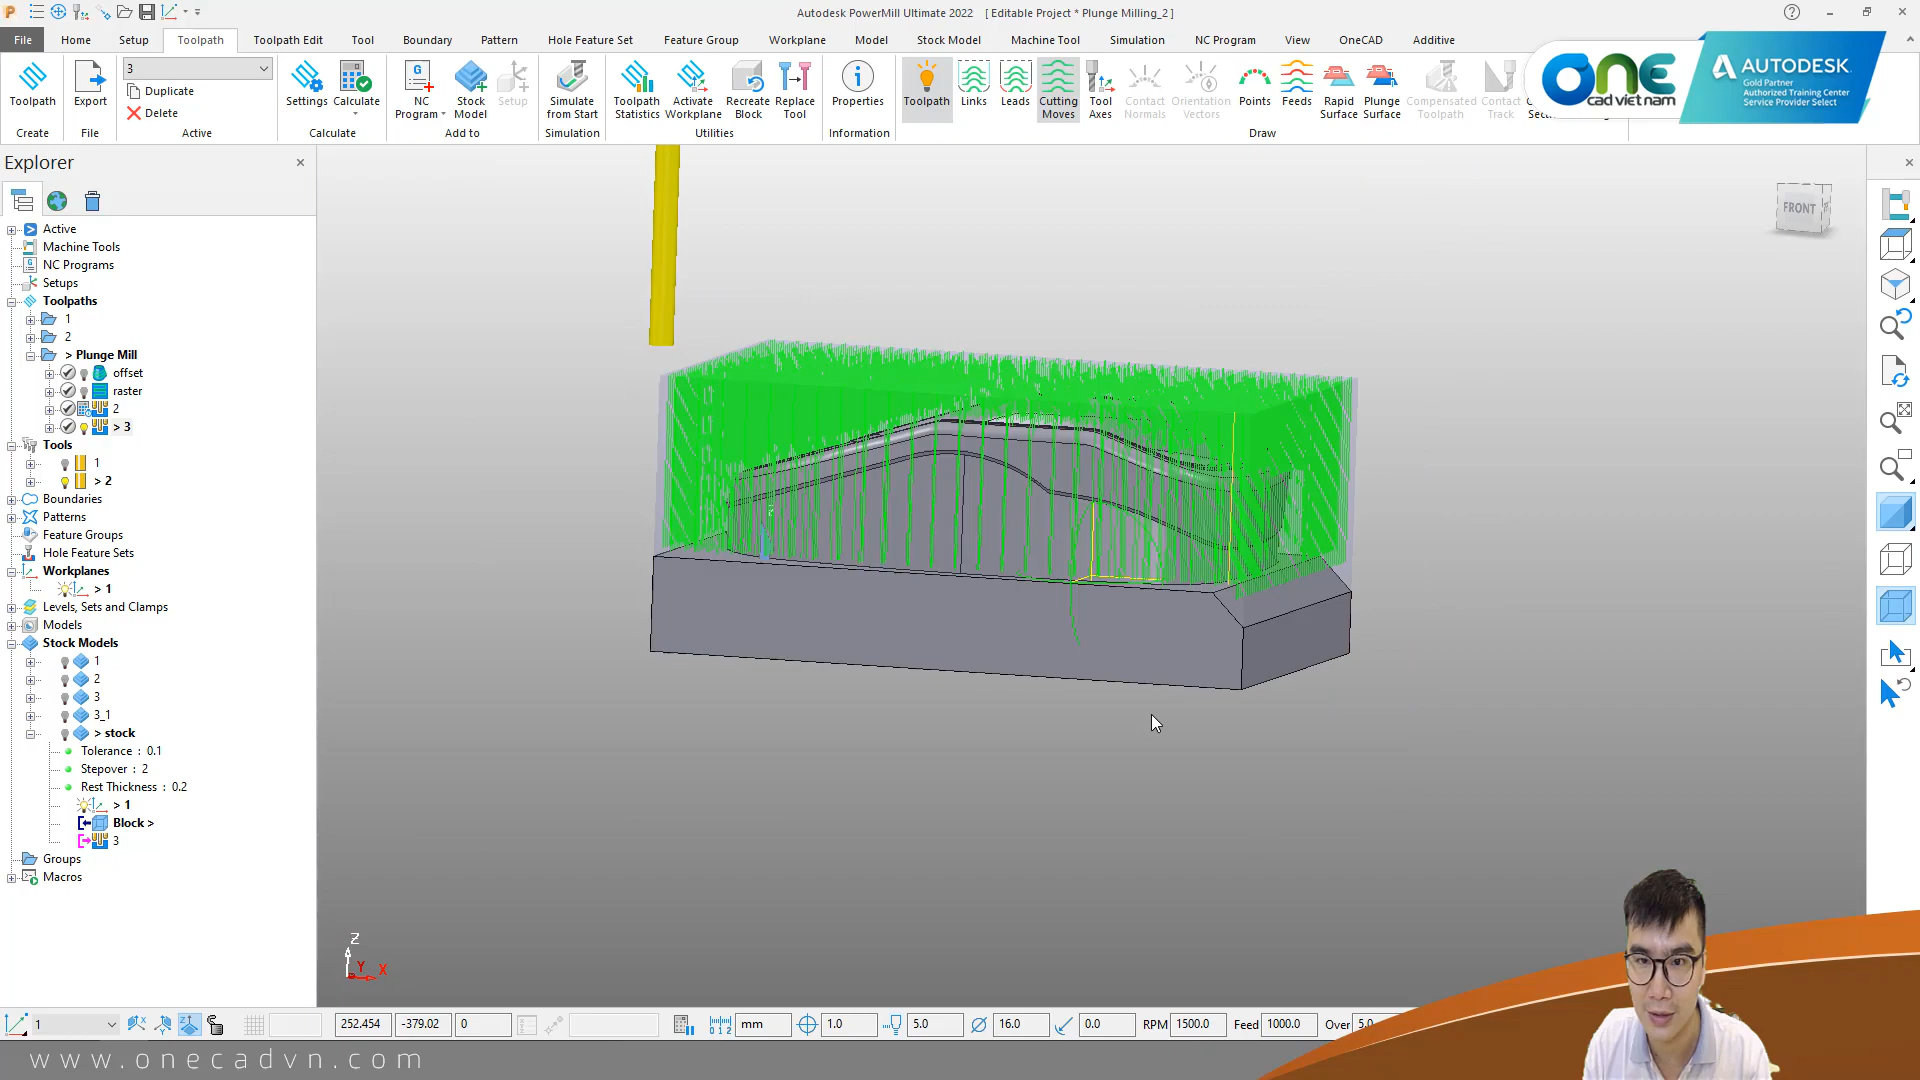 Autodesk PowerMill Ultimate 2022 [ Editable Project * Plunge Milling_2 ]
File Home Setup Toolpath Toolpath Edit Tool Boundary Pattern Hole Feature Set Feature Group Workplane Model Stock Model Machine Tool Simulation NC Program View OneCAD Additive
3
Duplicate
Delete
Toolpath Export Settings Calculate NC Program Stock Model Setup Simulate from Start Toolpath Statistics Activate Workplane Recreate Block Replace Tool Properties Toolpath Links Leads Cutting Moves Tool Axes Contact Normals Orientation Vectors Points Feeds Rapid Surface Plunge Surface Compensated Toolpath Contact Track
Create File Active Calculate Add to Simulation Utilities Information Draw
ONE
cad viet nam
AUTODESK
Gold Partner
Authorized Training Center
Service Provider Select
Explorer
Active
Machine Tools
NC Programs
Setups
Toolpaths
1
2
> Plunge Mill
offset
raster
2
> 3
Tools
1
> 2
Boundaries
Patterns
Feature Groups
Hole Feature Sets
Workplanes
> 1
Levels, Sets and Clamps
Models
Stock Models
1
2
3
3_1
> stock
Tolerance : 0.1
Stepover : 2
Rest Thickness : 0.2
> 1
Block >
3
Groups
Macros
FRONT
Z
Y X
1 252.454 -379.02 0 mm 1.0 5.0 16.0 0.0 RPM 1500.0 Feed 1000.0 Over 5.0
www.onecadvn.com